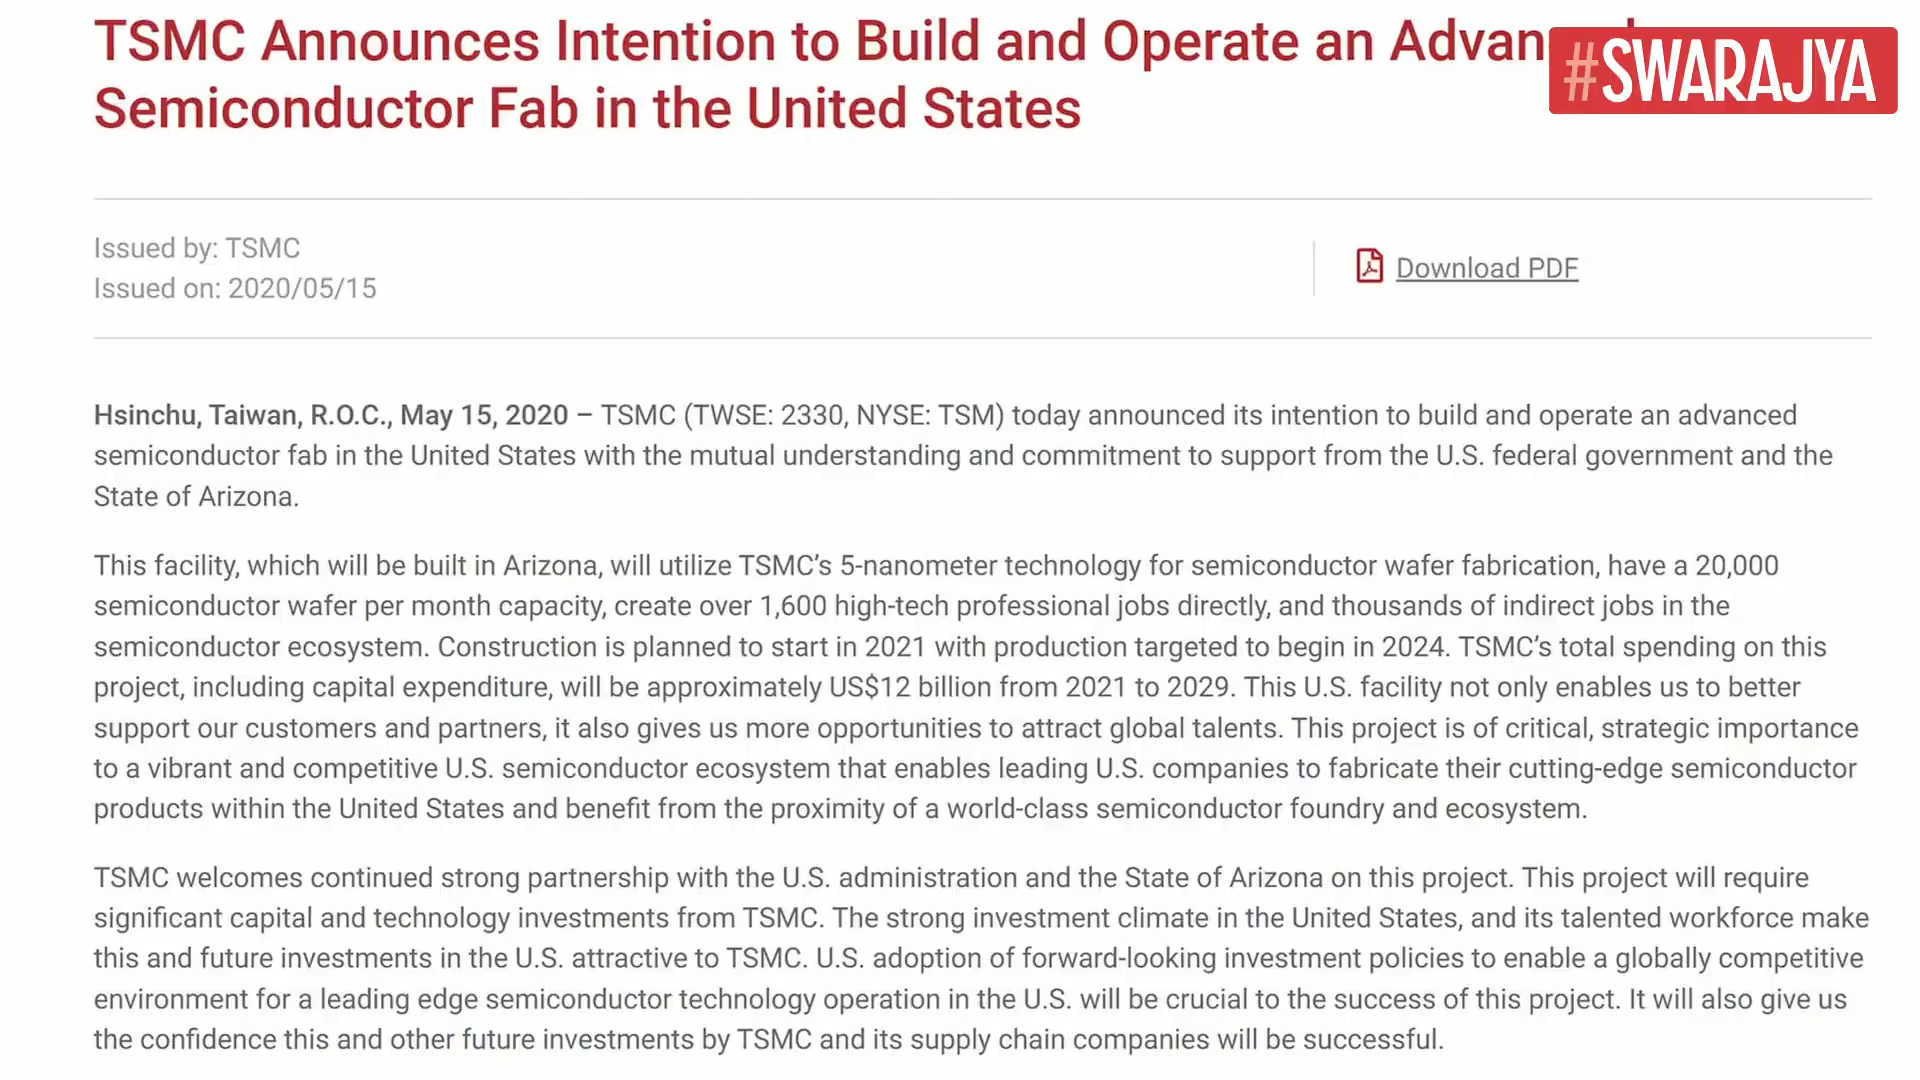 TSMC Announces Intention to Build and Operate an
Semiconductor Fab in the United States
#SWARAJYA
Issued by: TSMC
Issued on: 2020/05/15
Download PDF
Hsinchu, Taiwan, R.O.C., May 15, 2020 – TSMC (TWSE: 2330, NYSE: TSM) today announced its intention to build and operate an advanced
semiconductor fab in the United States with the mutual understanding and commitment to support from the U.S. federal government and the
State of Arizona.
This facility, which will be built in Arizona, will utilize TSMC’s 5-nanometer technology for semiconductor wafer fabrication, have a 20,000
semiconductor wafer per month capacity, create over 1,600 high-tech professional jobs directly, and thousands of indirect jobs in the
semiconductor ecosystem. Construction is planned to start in 2021 with production targeted to begin in 2024. TSMC’s total spending on this
project, including capital expenditure, will be approximately US$12 billion from 2021 to 2029. This U.S. facility not only enables us to better
support our customers and partners, it also gives us more opportunities to attract global talents. This project is of critical, strategic importance
to a vibrant and competitive U.S. semiconductor ecosystem that enables leading U.S. companies to fabricate their cutting-edge semiconductor
products within the United States and benefit from the proximity of a world-class semiconductor foundry and ecosystem.
TSMC welcomes continued strong partnership with the U.S. administration and the State of Arizona on this project. This project will require
significant capital and technology investments from TSMC. The strong investment climate in the United States, and its talented workforce make
this and future investments in the U.S. attractive to TSMC. U.S. adoption of forward-looking investment policies to enable a globally competitive
environment for a leading edge semiconductor technology operation in the U.S. will be crucial to the success of this project. It will also give us
the confidence this and other future investments by TSMC and its supply chain companies will be successful.